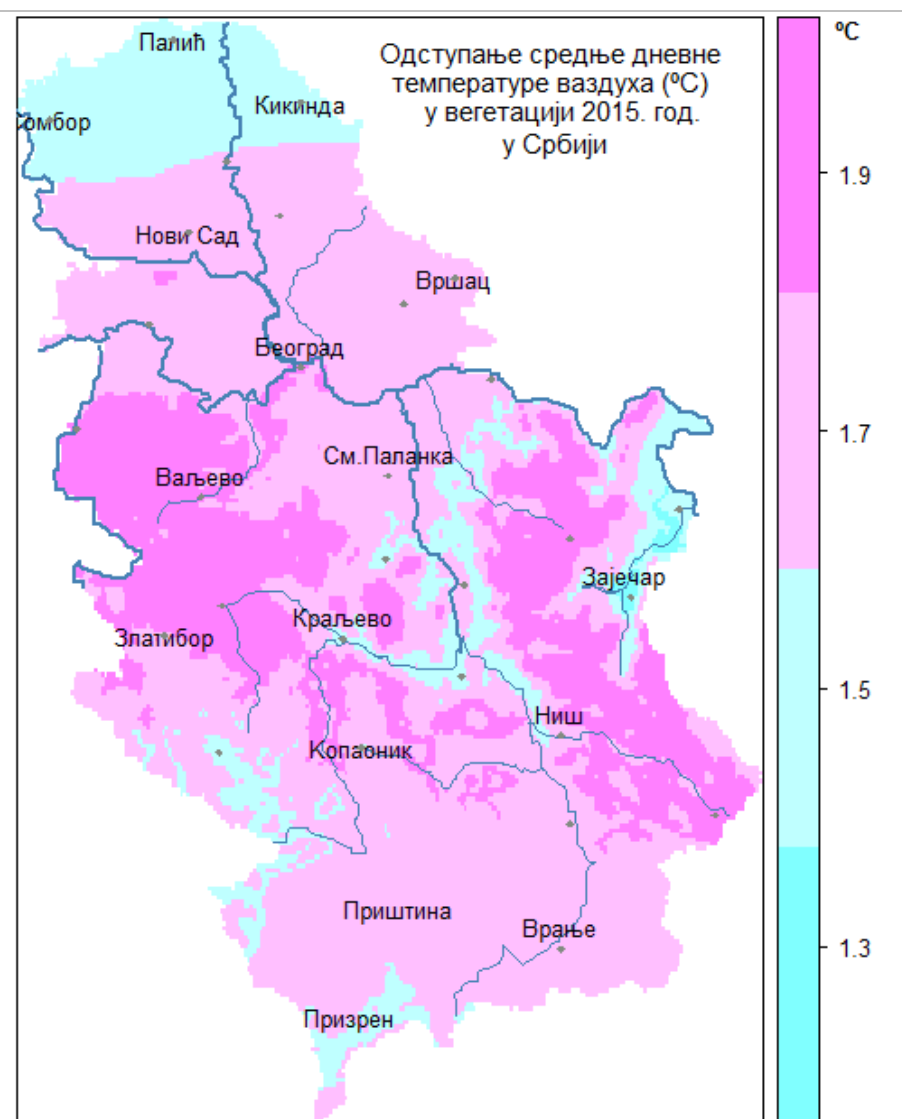 Одступање средње дневне
температуре ваздуха (ºC)
у вегетацији 2015. год.
у Србији
ºC
1.9
1.7
1.5
1.3
Палић
Кикинда
Сомбор
Нови Сад
Вршац
Београд
См.Паланка
Ваљево
Зајечар
Краљево
Златибор
Ниш
Копаоник
Приштина
Врање
Призрен